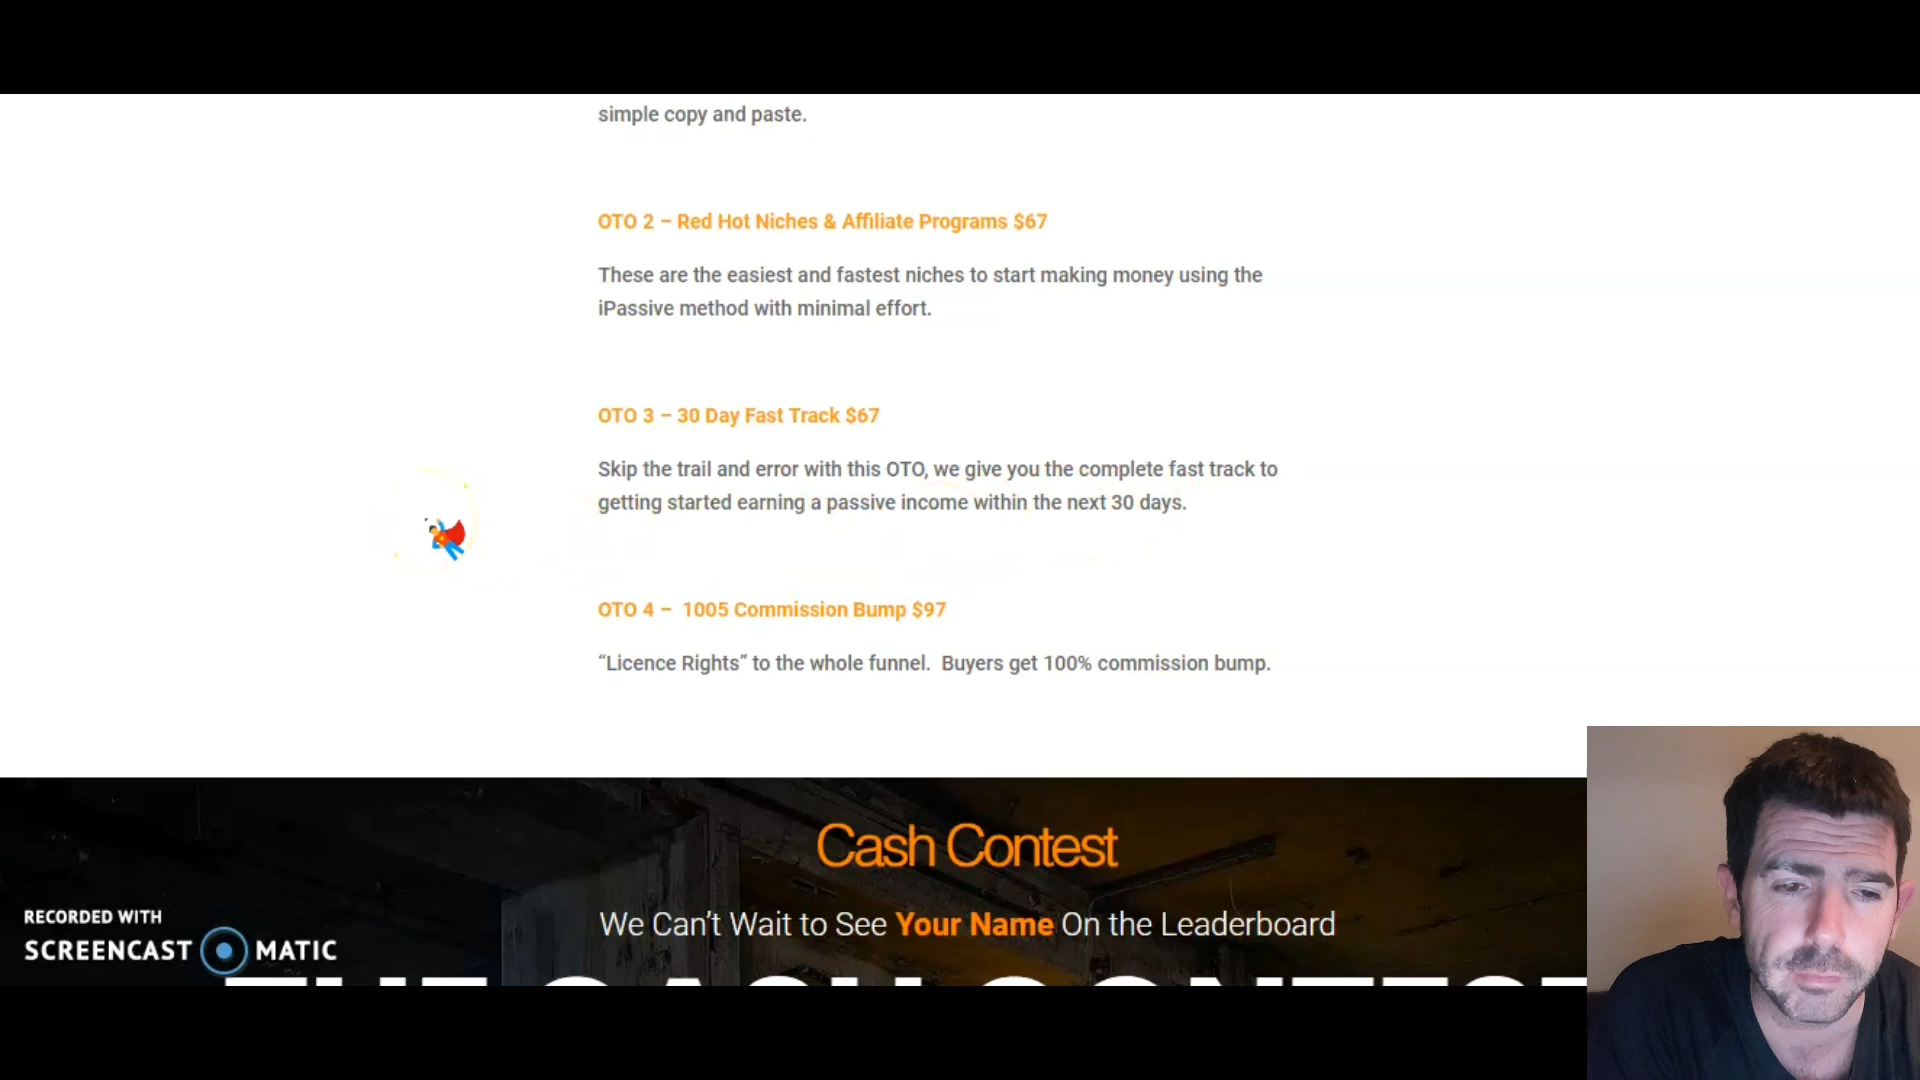 simple copy and paste.
OTO 2 – Red Hot Niches & Affiliate Programs $67
These are the easiest and fastest niches to start making money using the
iPassive method with minimal effort.
OTO 3 – 30 Day Fast Track $67
Skip the trail and error with this OTO, we give you the complete fast track to
getting started earning a passive income within the next 30 days.
OTO 4 –  1005 Commission Bump $97
“Licence Rights” to the whole funnel.  Buyers get 100% commission bump.
Cash Contest
We Can’t Wait to See Your Name On the Leaderboard
RECORDED WITH
SCREENCAST MATIC